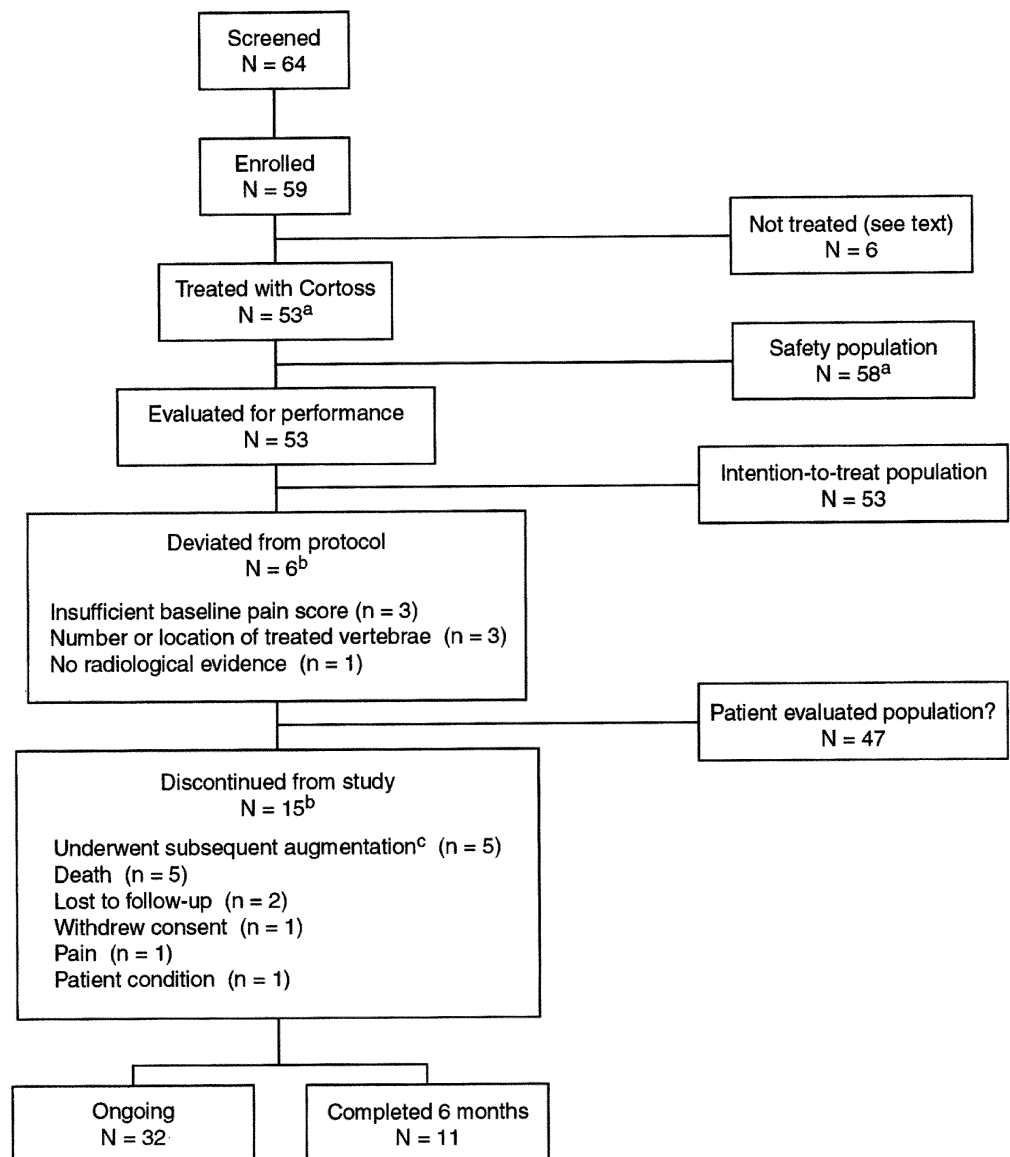 Screened
N = 64
Enrolled
N = 59
Not treated (see text)
N = 6
Treated with Cortoss
N = 53a
Safety population
N = 58a
Evaluated for performance
N = 53
Intention-to-treat population
N = 53
Deviated from protocol
N = 6b
Insufficient baseline pain score (n = 3)
Number or location of treated vertebrae (n = 3)
No radiological evidence (n = 1)
Patient evaluated population?
N = 47
Discontinued from study
N = 15b
Underwent subsequent augmentationc (n = 5)
Death (n = 5)
Lost to follow-up (n = 2)
Withdrew consent (n = 1)
Pain (n = 1)
Patient condition (n = 1)
Ongoing
N = 32
Completed 6 months
N = 11